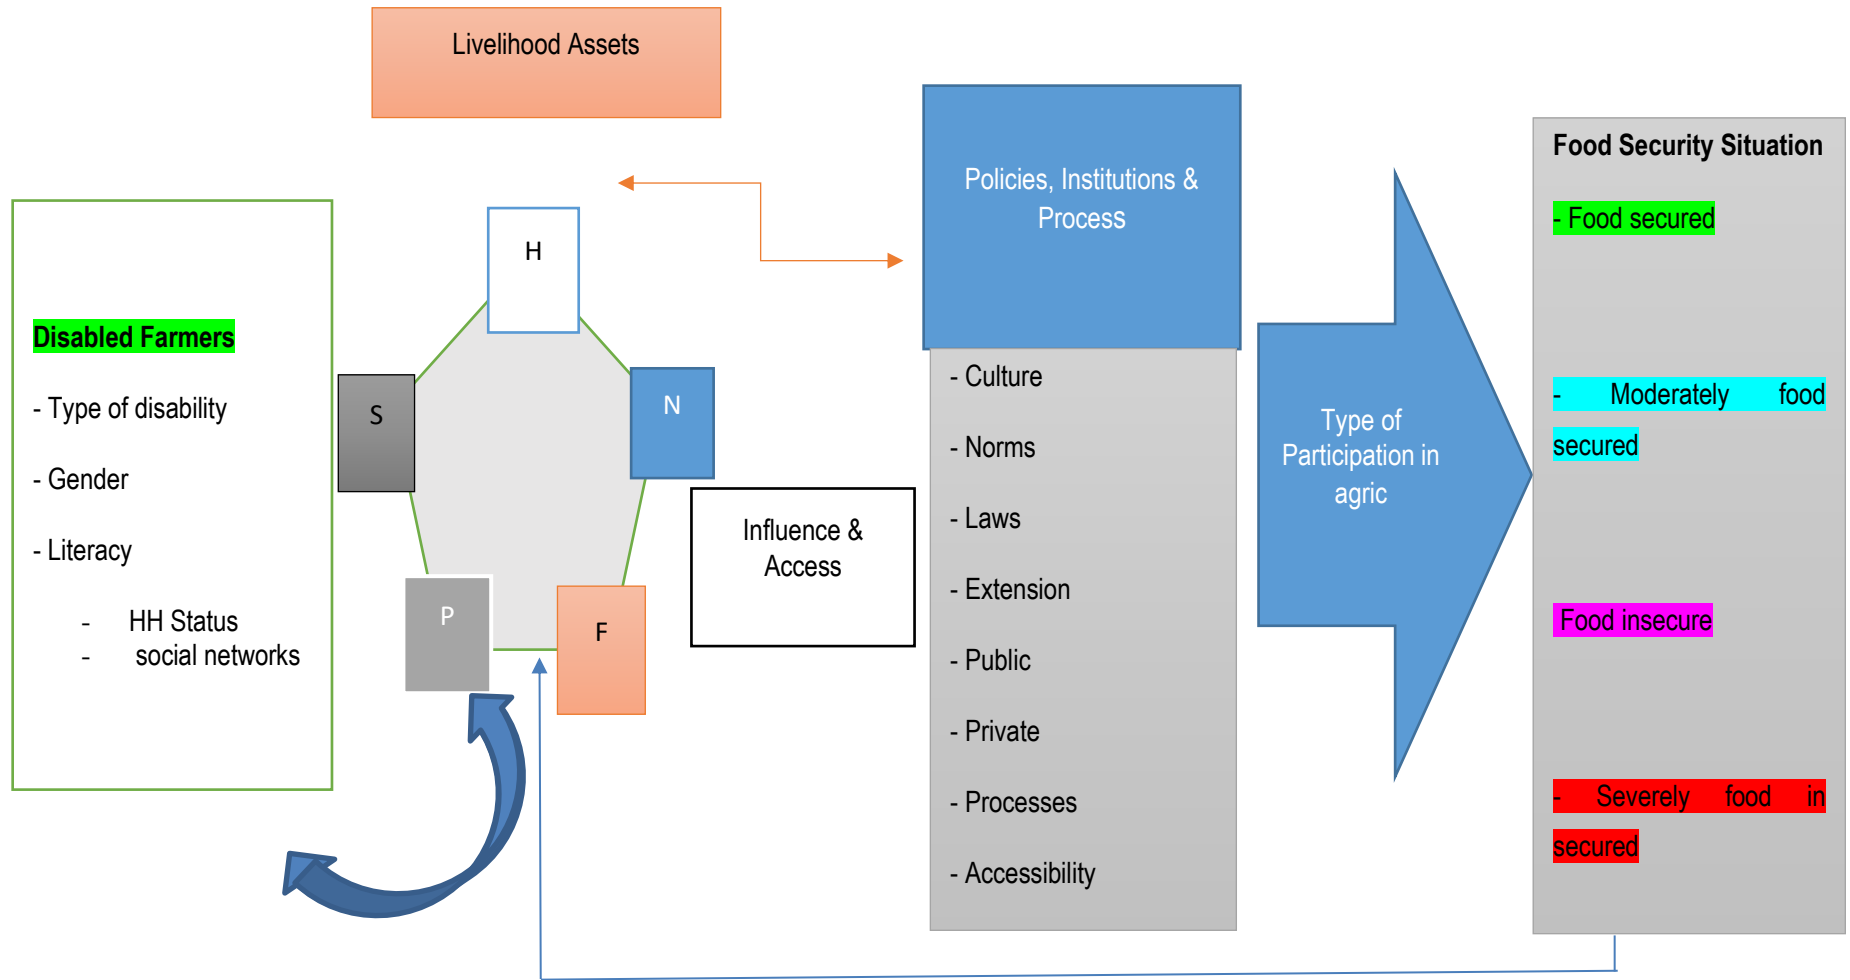 Livelihood Assets
Disabled Farmers
- Type of disability
- Gender
- Literacy
- HH Status
- social networks
H
S
N
P
F
Influence &
Access
Policies, Institutions &
Process
- Culture
- Norms
- Laws
- Extension
- Public
- Private
- Processes
- Accessibility
Type of
Participation in
agric
Food Security Situation
- Food secured
- Moderately food
secured
Food insecure
- Severely food in
secured